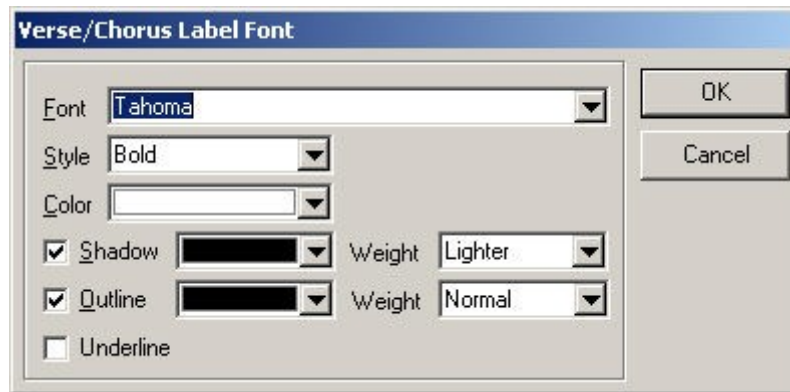 Verse/Chorus Label Font
Font Tahoma
OK
Style Bold
Cancel
Color
Shadow Weight Lighter
Outline Weight Normal
Underline